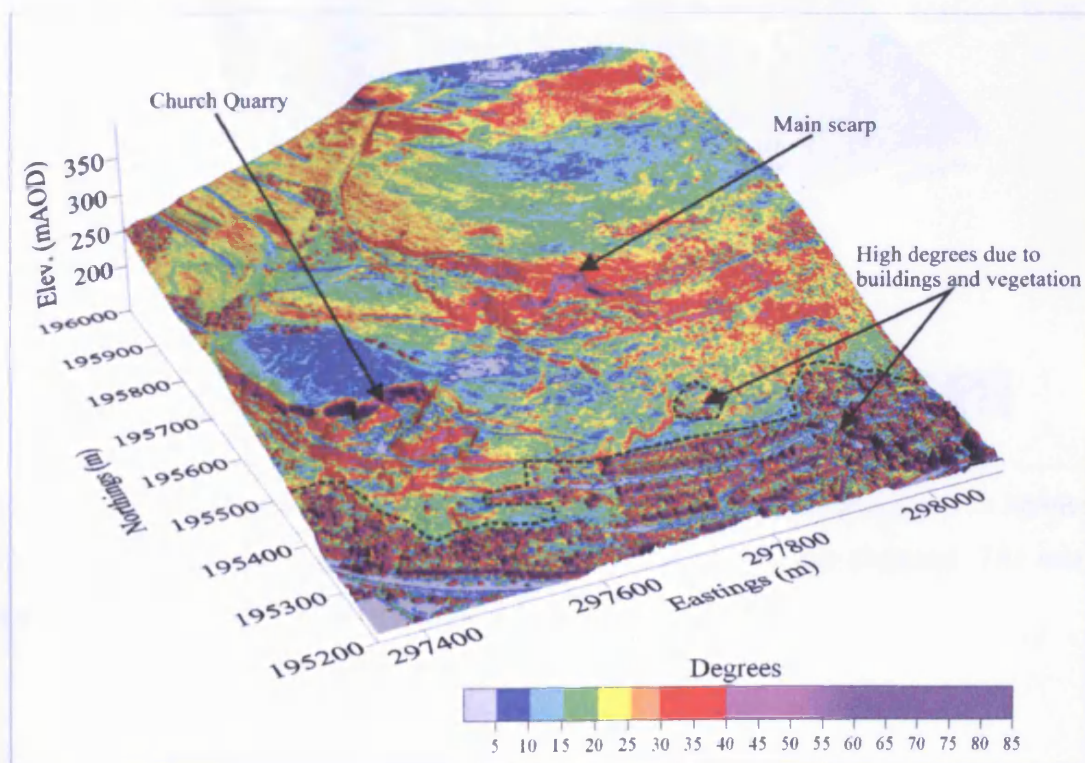 Church Quarry
Main scarp
High degrees due to
buildings and vegetation
Elev. (mAOD)
350
300
250
200
196000
195900
195800
195700
195600
195500
195400
195300
195200
Northings (m)
297400
297600
297800
298000
Eastings (m)
Degrees
5 10 15 20 25 30 35 40 50 55 60 65 70 75 80 85